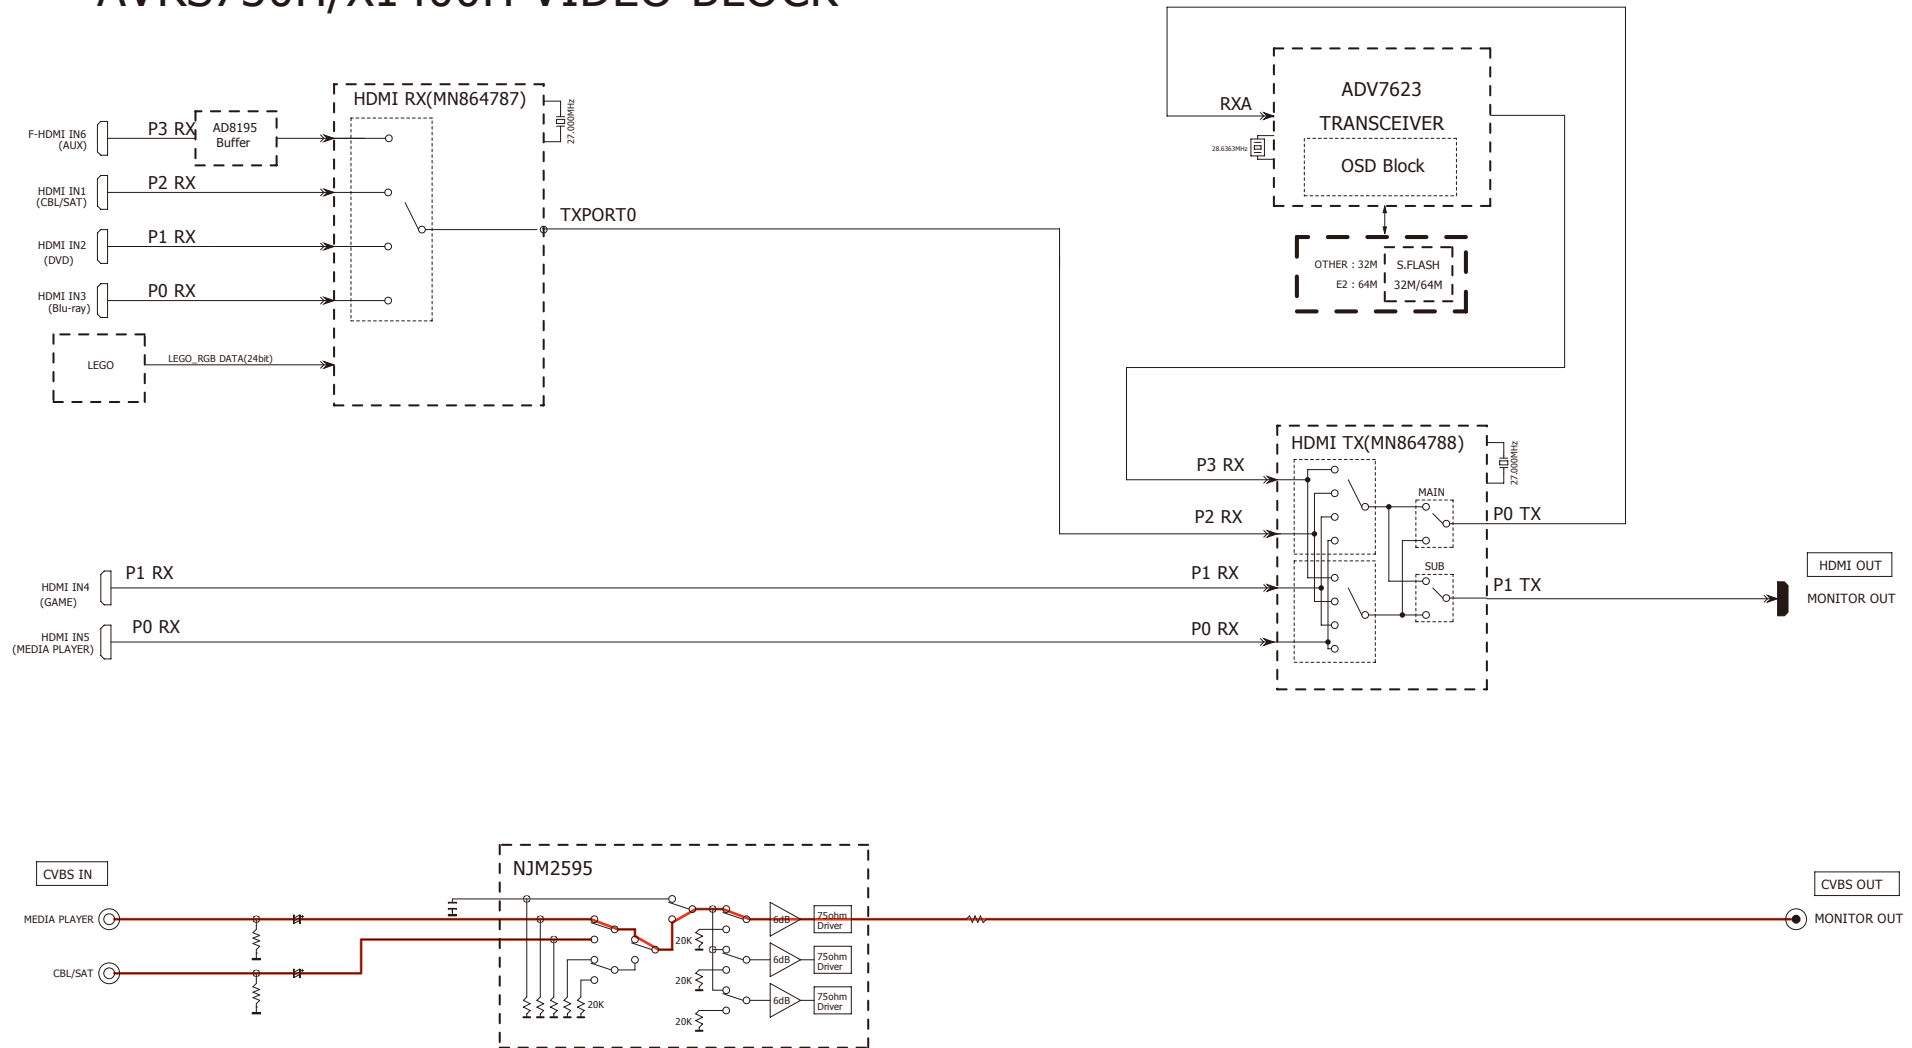 VIDEO BLOCK
HDMI RX(MN864787)
27.000MHz
F-HDMI IN6
(AUX)
P3 RX
AD8195
Buffer
HDMI IN1
(CBL/SAT)
P2 RX
HDMI IN2
(DVD)
P1 RX
HDMI IN3
(Blu-ray)
P0 RX
LEGO
LEGO_RGB DATA(24bit)
TXPORT0
RXA
28.6363MHz
ADV7623
TRANSCEIVER
OSD Block
OTHER : 32M
E2 : 64M
S.FLASH
32M/64M
HDMI TX(MN864788)
27.000MHz
P3 RX
P2 RX
P1 RX
P0 RX
MAIN
SUB
P0 TX
P1 TX
HDMI IN4
(GAME)
P1 RX
HDMI IN5
(MEDIA PLAYER)
P0 RX
HDMI OUT
MONITOR OUT
CVBS IN
MEDIA PLAYER
CBL/SAT
NJM2595
20K
20K
20K
20K
6dB
75ohm
Driver
6dB
75ohm
Driver
6dB
75ohm
Driver
CVBS OUT
MONITOR OUT